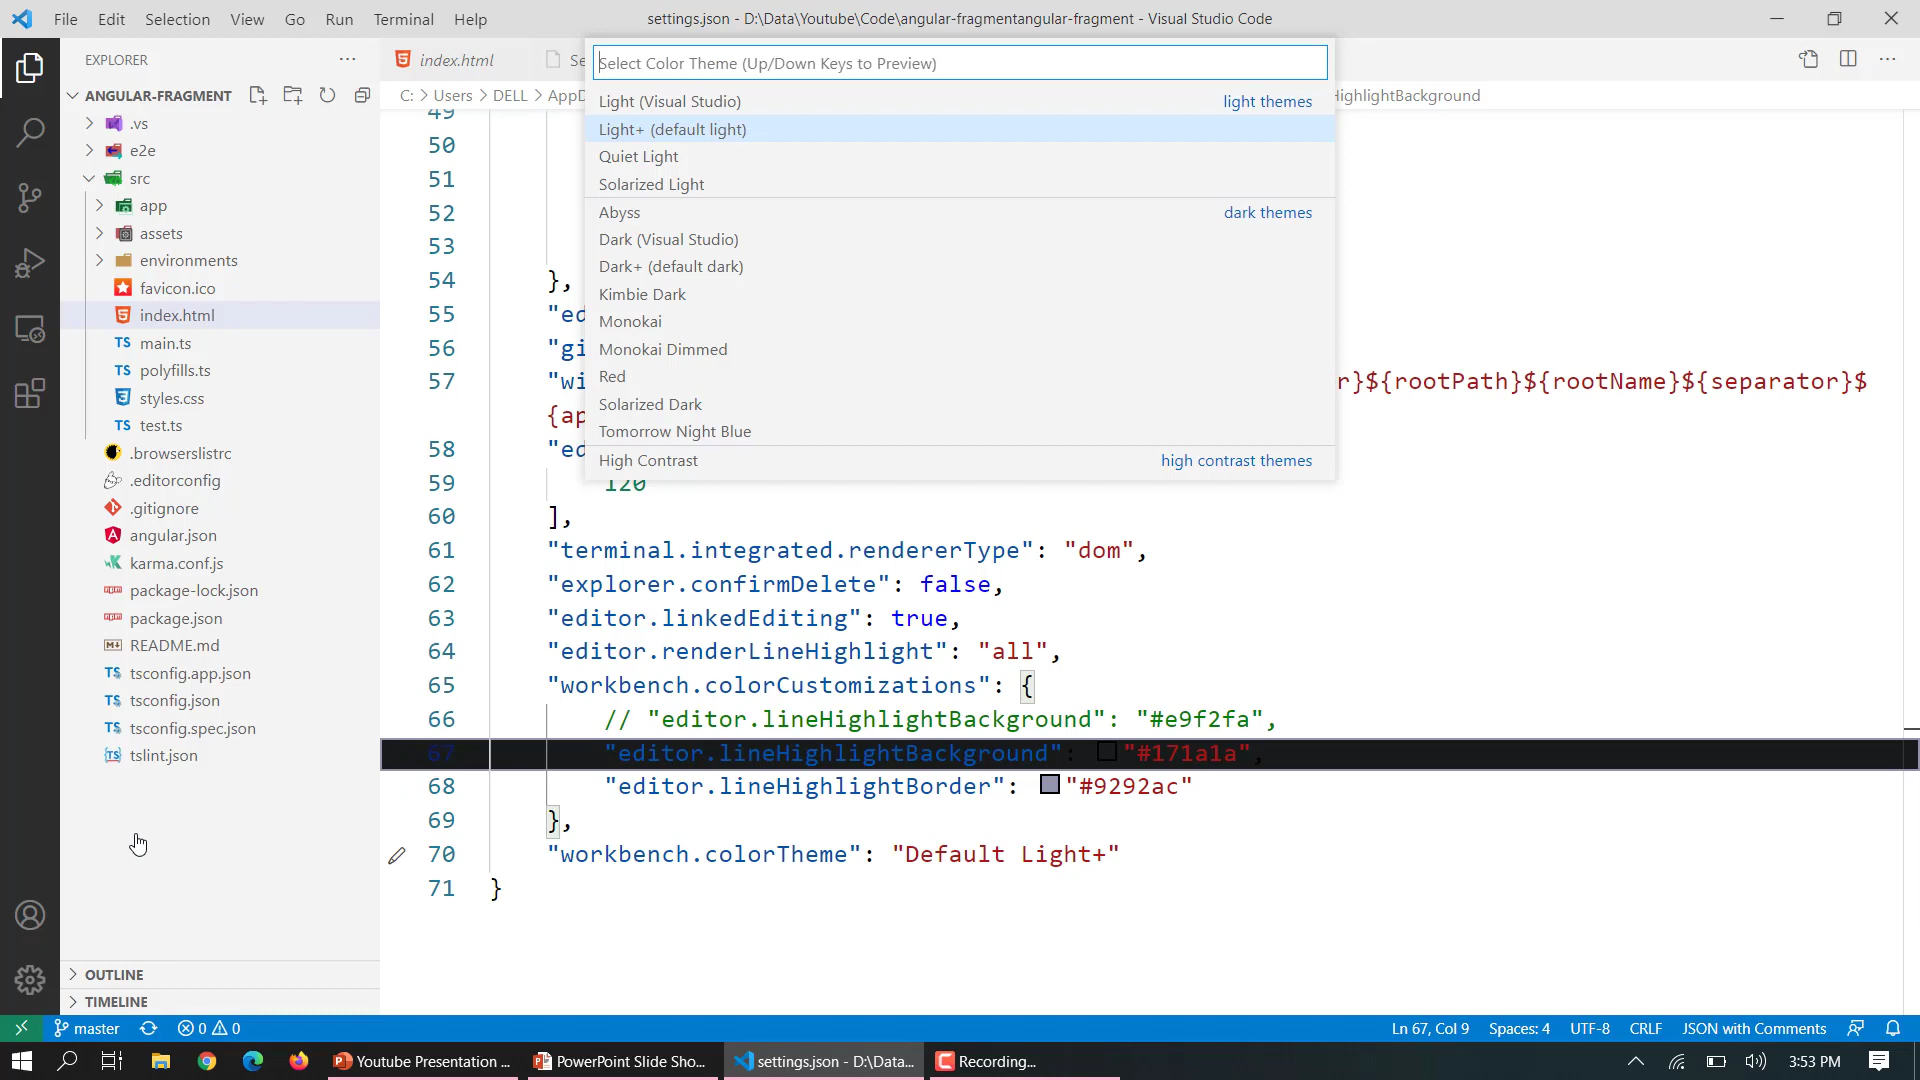 File Edit Selection View Go Run Terminal Help
settings.json - D:\Data\Youtube\Code\angular-fragmentangular-fragment - Visual Studio Code
EXPLORER
ANGULAR-FRAGMENT
.vs
e2e
src
app
assets
environments
favicon.ico
index.html
TS main.ts
TS polyfills.ts
styles.css
TS test.ts
.browserslistrc
.editorconfig
.gitignore
angular.json
karma.conf.js
package-lock.json
package.json
README.md
TS tsconfig.app.json
TS tsconfig.json
TS tsconfig.spec.json
tslint.json
OUTLINE
TIMELINE
index.html Se
C: > Users > DELL > AppD
HighlightBackground
Select Color Theme (Up/Down Keys to Preview)
Light (Visual Studio) light themes
Light+ (default light)
Quiet Light
Solarized Light
Abyss dark themes
Dark (Visual Studio)
Dark+ (default dark)
Kimbie Dark
Monokai
Monokai Dimmed
Red
Solarized Dark
Tomorrow Night Blue
High Contrast high contrast themes
49
50
51
52
53
54 },
55 "ed
56 "gi
57 "wi r}${rootPath}${rootName}${separator}$
{ap
58 "ed
59 120
60 ],
61 "terminal.integrated.rendererType": "dom",
62 "explorer.confirmDelete": false,
63 "editor.linkedEditing": true,
64 "editor.renderLineHighlight": "all",
65 "workbench.colorCustomizations": {
66 // "editor.lineHighlightBackground": "#e9f2fa",
67 "editor.lineHighlightBackground": "#171a1a",
68 "editor.lineHighlightBorder": "#9292ac"
69 },
70 "workbench.colorTheme": "Default Light+"
71 }
master 0 0 Ln 67, Col 9 Spaces: 4 UTF-8 CRLF JSON with Comments
Youtube Presentation ... PowerPoint Slide Sho... settings.json - D:\Data... Recording... 3:53 PM